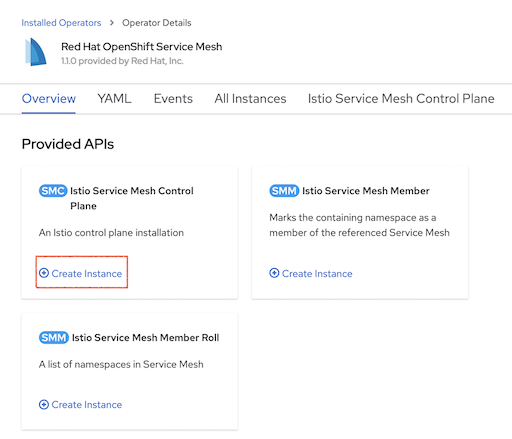 Installed Operators > Operator Details
Red Hat OpenShift Service Mesh
1.1.0 provided by Red Hat, Inc.
Overview YAML Events All Instances Istio Service Mesh Control Plane
Provided APIs
SMC Istio Service Mesh Control
Plane
An Istio control plane installation
Create Instance
SMM Istio Service Mesh Member
Marks the containing namespace as a
member of the referenced Service Mesh
Create Instance
SMM Istio Service Mesh Member Roll
A list of namespaces in Service Mesh
Create Instance